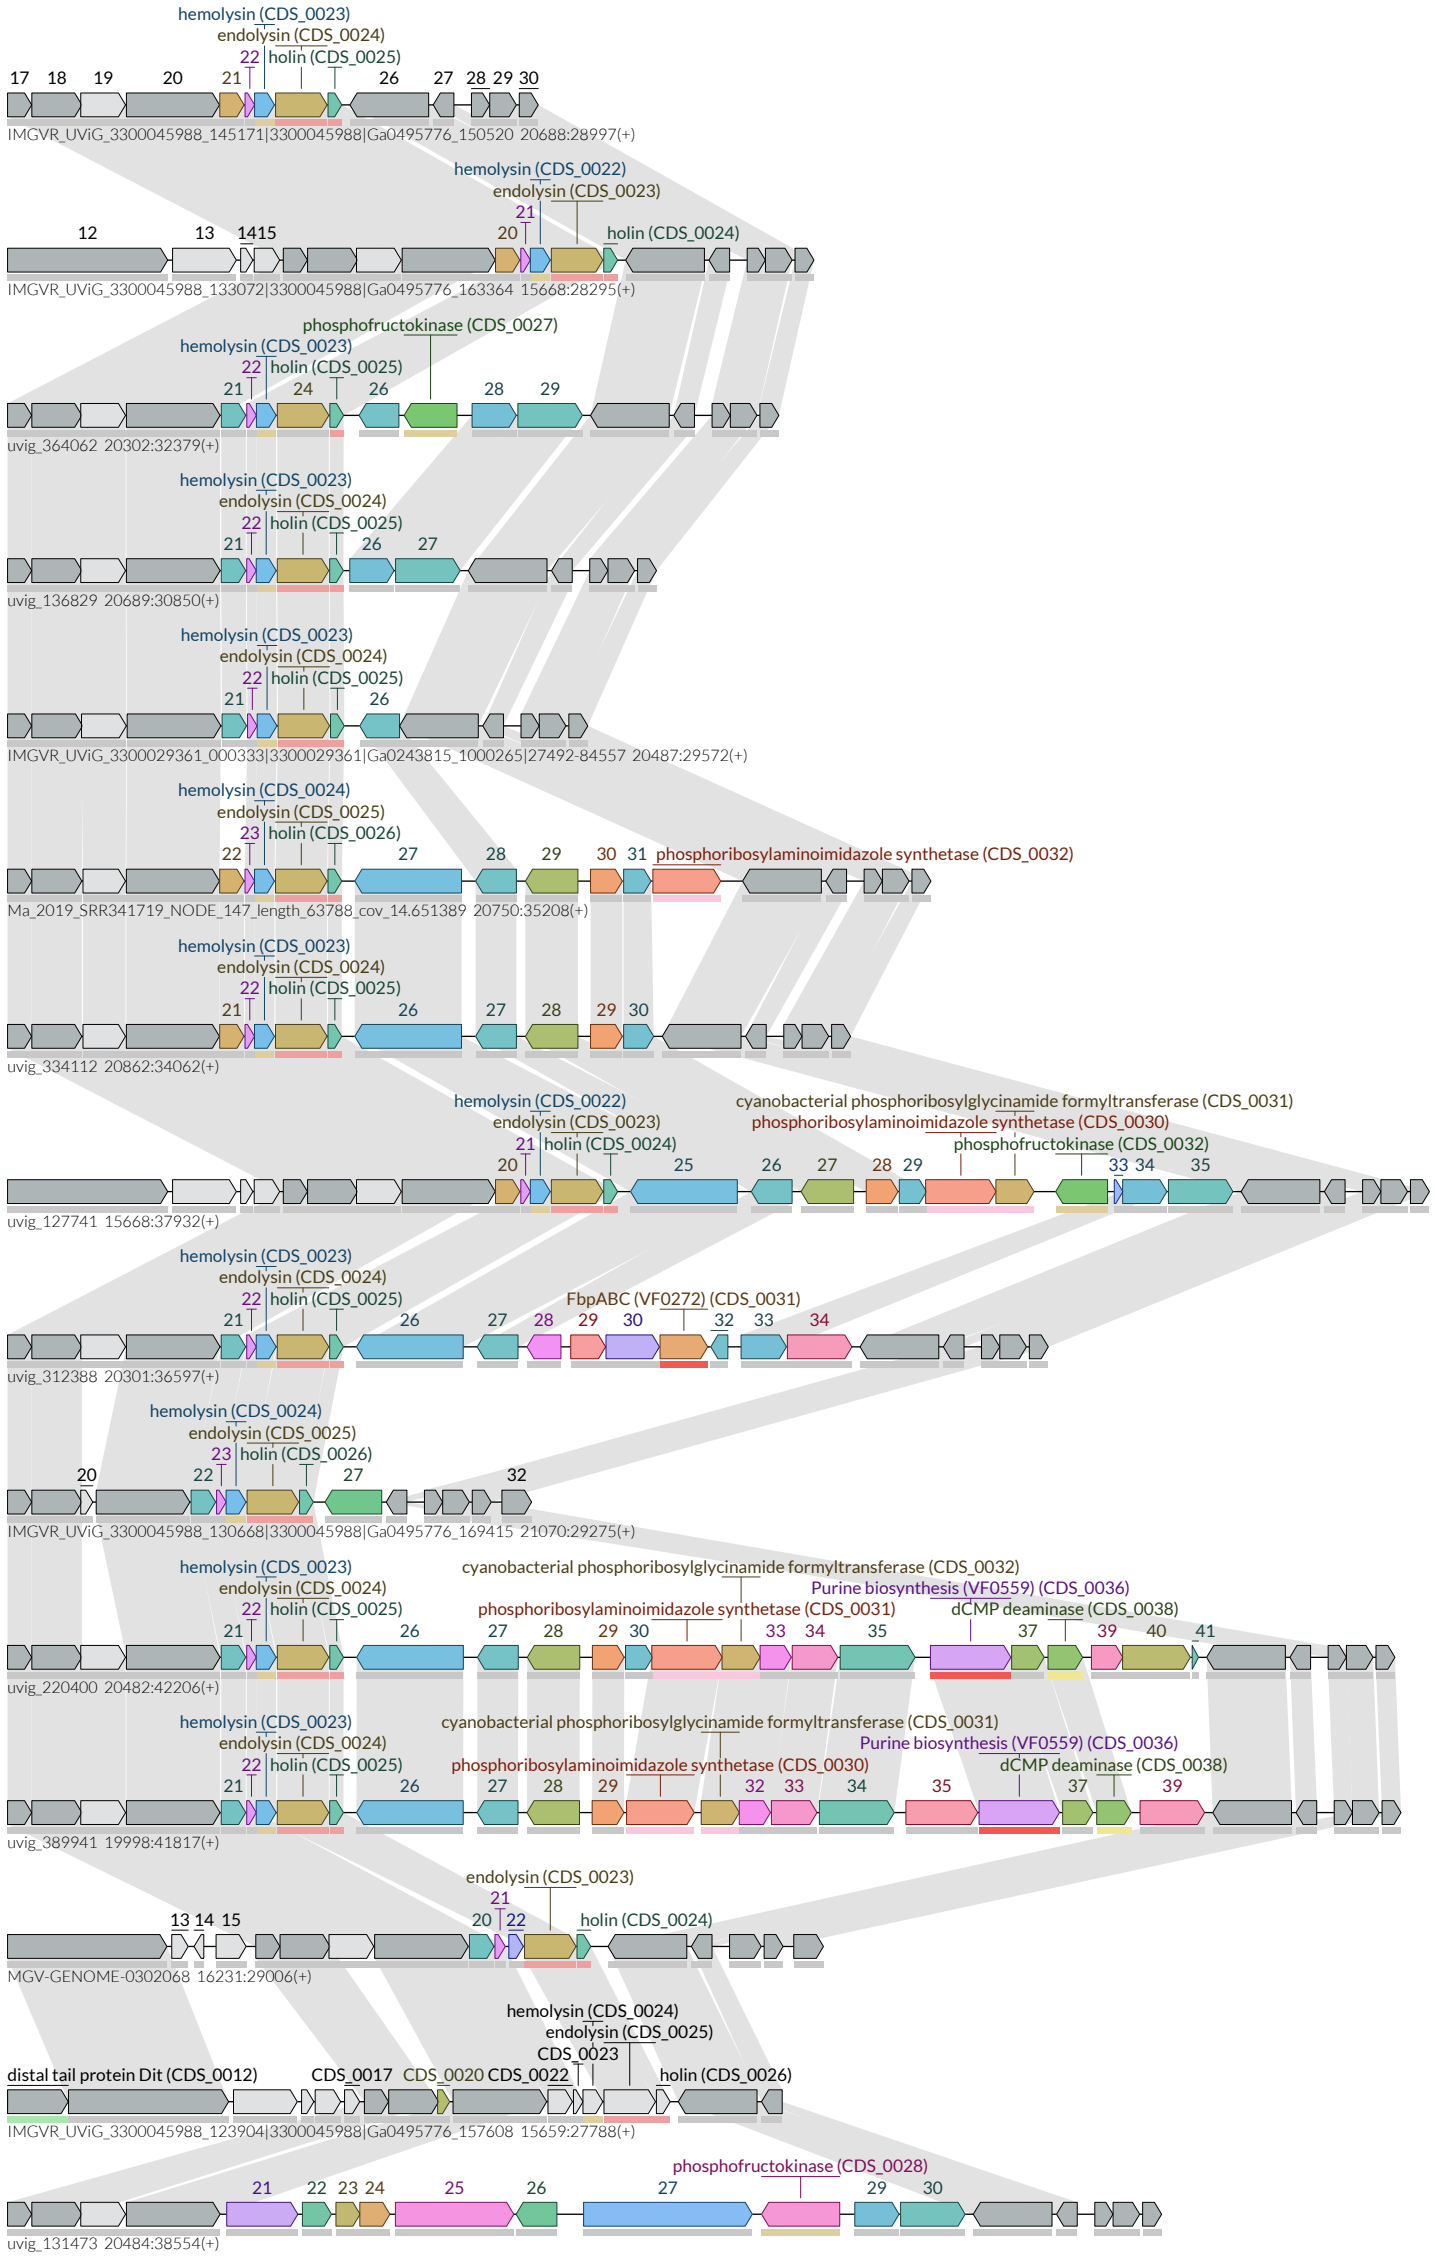 hemolysin (CDS_0023)
endolysin (CDS_0024)
22 holin (CDS_0025)
17 18 19 20 21 26 27 28 29 30
IMGVR_UViG_3300045988_145171|3300045988|Ga0495776_150520 20688:28997(+)
hemolysin (CDS_0022)
endolysin (CDS_0023)
21
12 13 14 15 20 holin (CDS_0024)
IMGVR_UViG_3300045988_133072|3300045988|Ga0495776_163364 15668:28295(+)
phosphofructokinase (CDS_0027)
hemolysin (CDS_0023)
22 holin (CDS_0025)
21 24 26 28 29
uvig_364062 20302:32379(+)
hemolysin (CDS_0023)
endolysin (CDS_0024)
22 holin (CDS_0025)
21 26 27
uvig_136829 20689:30850(+)
hemolysin (CDS_0023)
endolysin (CDS_0024)
22 holin (CDS_0025)
21 26
IMGVR_UViG_3300029361_000333|3300029361|Ga0243815_1000265|27492-84557 20487:29572(+)
hemolysin (CDS_0024)
endolysin (CDS_0025)
23 holin (CDS_0026)
22 27 28 29 30 31 phosphoribosylaminoimidazole synthetase (CDS_0032)
Ma_2019_SRR341719_NODE_147_length_63788_cov_14.651389 20750:35208(+)
hemolysin (CDS_0023)
endolysin (CDS_0024)
22 holin (CDS_0025)
21 26 27 28 29 30
uvig_334112 20862:34062(+)
hemolysin (CDS_0022) cyanobacterial phosphoribosylglycinamide formyltransferase (CDS_0031)
endolysin (CDS_0023) phosphoribosylaminoimidazole synthetase (CDS_0030)
21 holin (CDS_0024) phosphofructokinase (CDS_0032)
20 25 26 27 28 29 33 34 35
uvig_127741 15668:37932(+)
hemolysin (CDS_0023)
endolysin (CDS_0024)
22 holin (CDS_0025) FbpABC (VF0272) (CDS_0031)
21 26 27 28 29 30 32 33 34
uvig_312388 20301:36597(+)
hemolysin (CDS_0024)
endolysin (CDS_0025)
23 holin (CDS_0026)
20 22 27 32
IMGVR_UViG_3300045988_130668|3300045988|Ga0495776_169415 21070:29275(+)
hemolysin (CDS_0023) cyanobacterial phosphoribosylglycinamide formyltransferase (CDS_0032)
endolysin (CDS_0024) Purine biosynthesis (VF0559) (CDS_0036)
22 holin (CDS_0025) phosphoribosylaminoimidazole synthetase (CDS_0031) dCMP deaminase (CDS_0038)
21 26 27 28 29 30 33 34 35 37 39 40 41
uvig_220400 20482:42206(+)
hemolysin (CDS_0023) cyanobacterial phosphoribosylglycinamide formyltransferase (CDS_0031)
endolysin (CDS_0024) Purine biosynthesis (VF0559) (CDS_0036)
22 holin (CDS_0025) phosphoribosylaminoimidazole synthetase (CDS_0030) dCMP deaminase (CDS_0038)
21 26 27 28 29 32 33 34 35 37 39
uvig_389941 19998:41817(+)
endolysin (CDS_0023)
21
13 14 15 20 22 holin (CDS_0024)
MGV-GENOME-0302068 16231:29006(+)
hemolysin (CDS_0024)
endolysin (CDS_0025)
CDS_0023
distal tail protein Dit (CDS_0012) CDS_0017 CDS_0020 CDS_0022 holin (CDS_0026)
IMGVR_UViG_3300045988_123904|3300045988|Ga0495776_157608 15659:27788(+)
phosphofructokinase (CDS_0028)
21 22 23 24 25 26 27 29 30
uvig_131473 20484:38554(+)